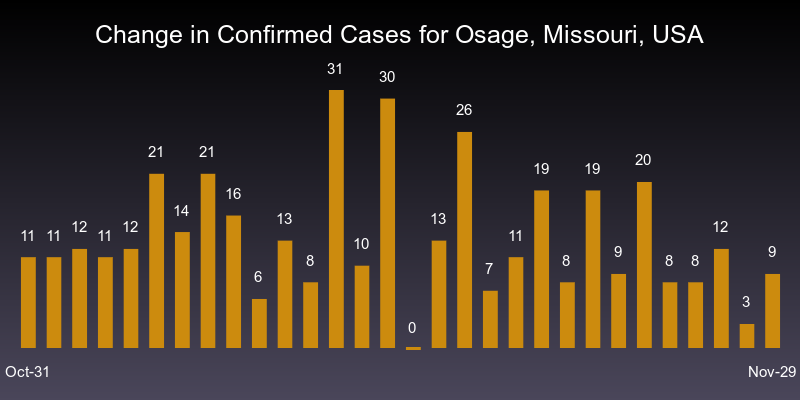 Change in Confirmed Cases for Osage, Missouri, USA
11 11 12 11 12 21 14 21 16 6 13 8 31 10 30 0 13 26 7 11 19 8 19 9 20 8 8 12 3 9
Oct-31 Nov-29